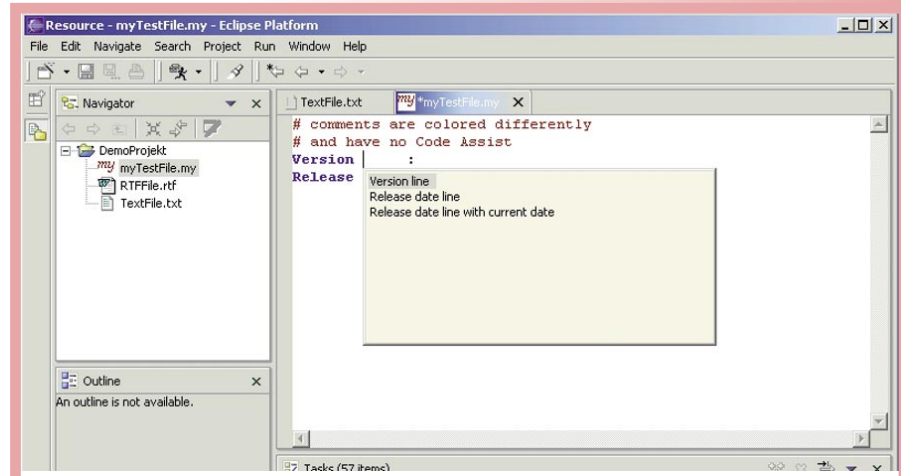 Resource - myTestFile.my - Eclipse Platform
File Edit Navigate Search Project Run Window Help
Navigator
DemoProjekt
my myTestFile.my
RTFFile.rtf
TextFile.txt
Outline
An outline is not available.
TextFile.txt my *myTestFile.my
# comments are colored differently
# and have no Code Assist
Version :
Release
Version line
Release date line
Release date line with current date
Tasks (57 items)